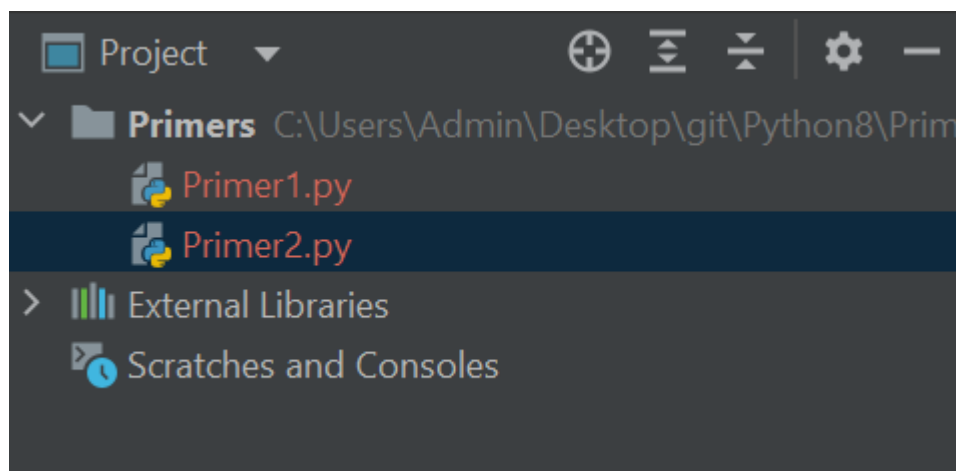 Project
Primers C:\Users\Admin\Desktop\git\Python8\Prim
Primer1.py
Primer2.py
External Libraries
Scratches and Consoles